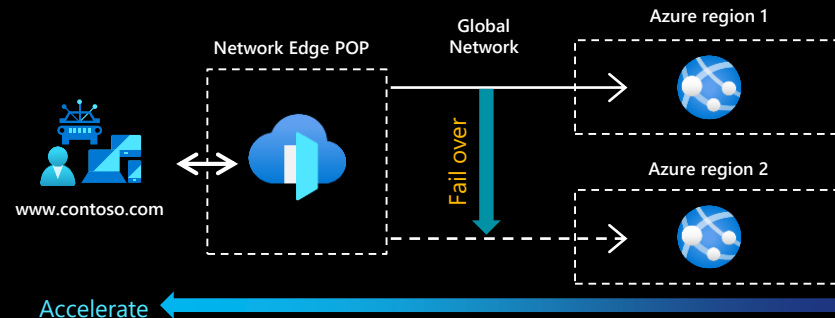 Azure region 1
Global
Network
Network Edge POP
Fail over
Azure region 2
www.contoso.com
Accelerate